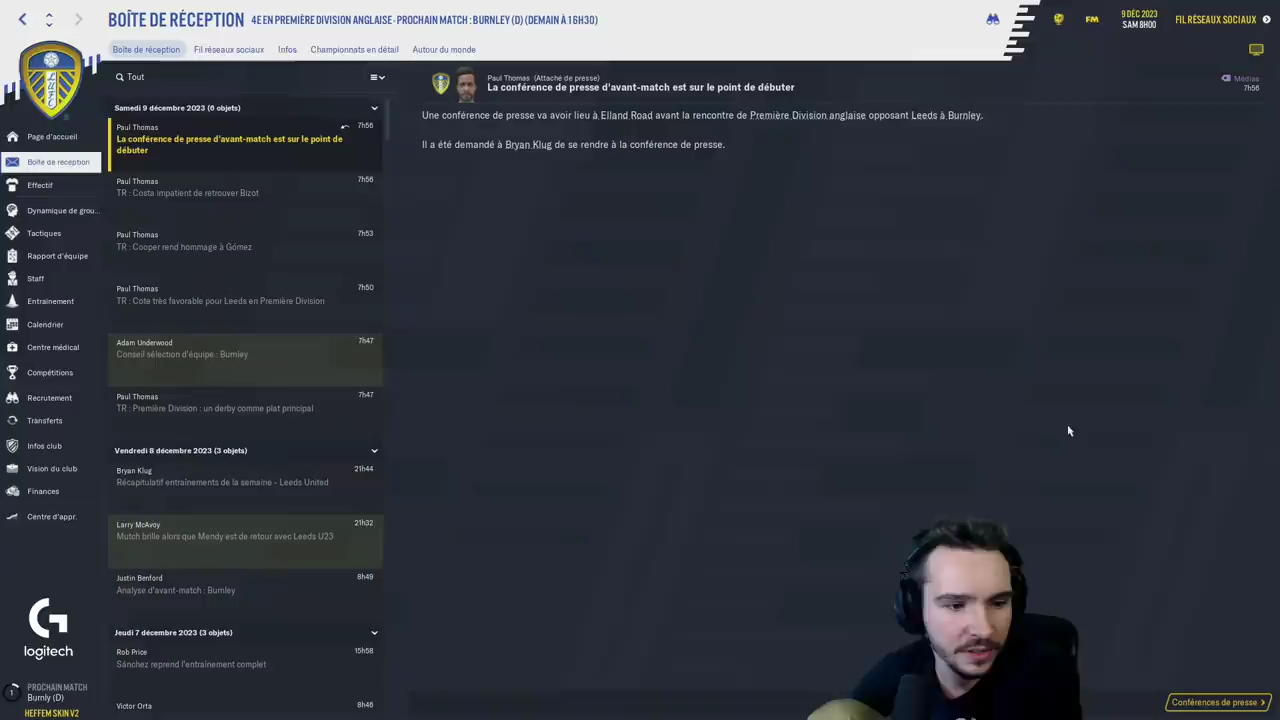 BOÎTE DE RÉCEPTION
4E EN PREMIÈRE DIVISION ANGLAISE - PROCHAIN MATCH : BURNLEY (D) (DEMAIN À 16H30)
FM
9 DÉC 2023
SAM 8H00
FIL RÉSEAUX SOCIAUX
Boîte de réception
Fil réseaux sociaux
Infos
Championnats en détail
Autour du monde
Page d'accueil
Boîte de réception
Effectif
Dynamique de grou...
Tactiques
Rapport d'équipe
Staff
Entraînement
Calendrier
Centre médical
Compétitions
Recrutement
Transferts
Infos club
Vision du club
Finances
Centre d'appr.
logitech
1
PROCHAIN MATCH
Burnly (D)
HEFFEM SKIN V2
Tout
Samedi 9 décembre 2023 (6 objets)
Paul Thomas
7h56
La conférence de presse d'avant-match est sur le point de
débuter
Paul Thomas
7h56
TR : Costa impatient de retrouver Bizot
Paul Thomas
7h53
TR : Cooper rend hommage à Gómez
Paul Thomas
7h50
TR : Cote très favorable pour Leeds en Première Division
Adam Underwood
7h47
Conseil sélection d'équipe : Burnley
Paul Thomas
7h47
TR : Première Division : un derby comme plat principal
Vendredi 8 décembre 2023 (3 objets)
Bryan Klug
21h44
Récapitulatif entraînements de la semaine - Leeds United
Larry McAvoy
21h32
Mutch brille alors que Mendy est de retour avec Leeds U23
Justin Benford
8h49
Analyse d'avant-match : Burnley
Jeudi 7 décembre 2023 (3 objets)
Rob Price
15h58
Sánchez reprend l'entraînement complet
Victor Orta
8h46
Paul Thomas (Attaché de presse)
La conférence de presse d'avant-match est sur le point de débuter
Médias
7h56
Une conférence de presse va avoir lieu à Elland Road avant la rencontre de Première Division anglaise opposant Leeds à Burnley.
Il a été demandé à Bryan Klug de se rendre à la conférence de presse.
Conférences de presse